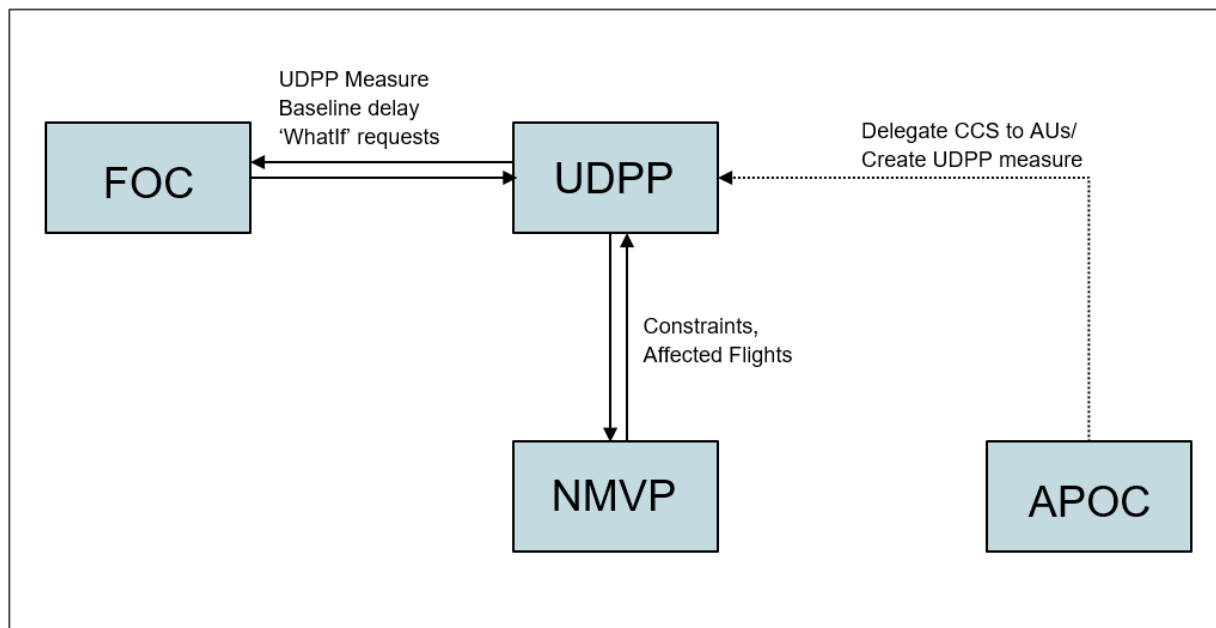 UDPP Measure
Baseline delay
‘WhatIf’ requests
Delegate CCS to AUs/
Create UDPP measure
FOC
UDPP
Constraints,
Affected Flights
NMVP
APOC